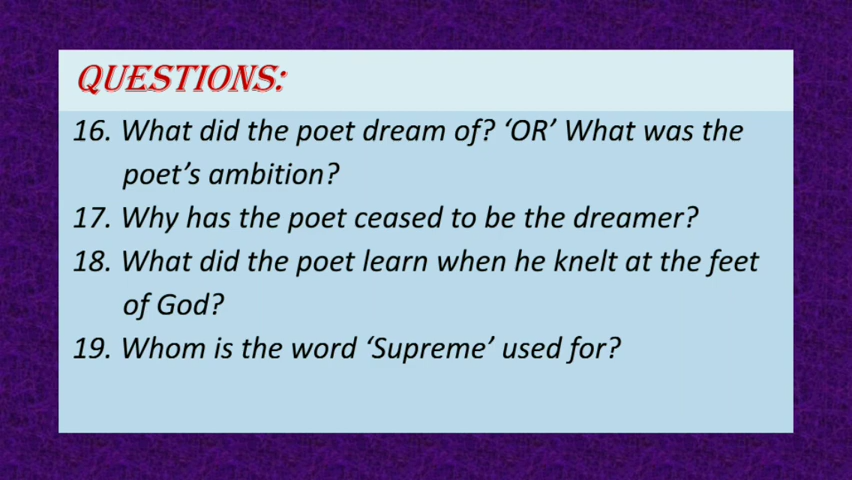 QUESTIONS:
16. What did the poet dream of? ‘OR’ What was the
poet’s ambition?
17. Why has the poet ceased to be the dreamer?
18. What did the poet learn when he knelt at the feet
of God?
19. Whom is the word ‘Supreme’ used for?